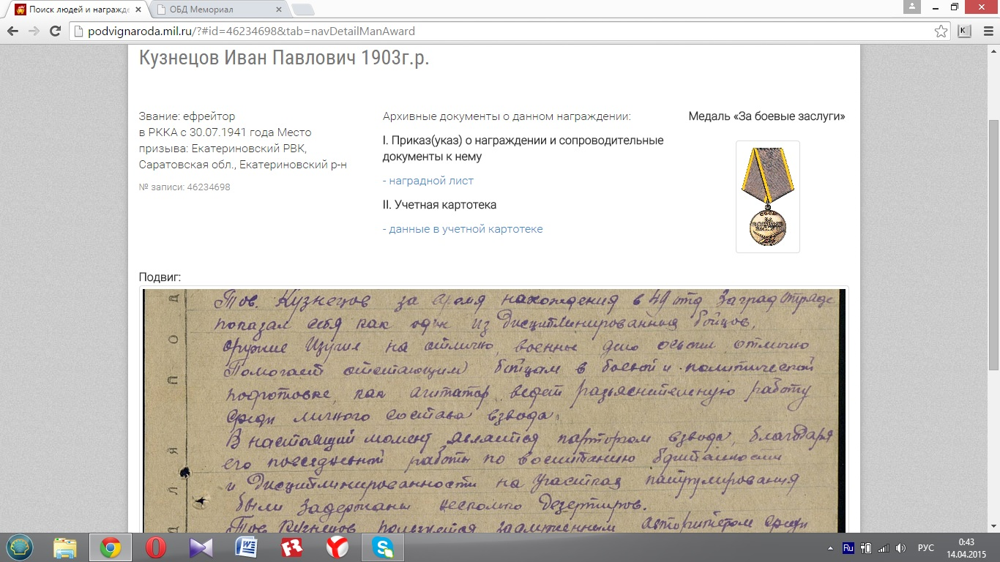 Поиск людей и награжде
ОБД Мемориал
podvignaroda.mil.ru/?#id=46234698&tab=navDetailManAward
Кузнецов Иван Павлович 1903г.р.
Звание: ефрейтор
в РККА с 30.07.1941 года Место
призыва: Екатериновский РВК,
Саратовская обл., Екатериновский р-н
№ записи: 46234698
Архивные документы о данном награждении:
I. Приказ(указ) о награждении и сопроводительные
документы к нему
- наградной лист
II. Учетная картотека
- данные в учетной картотеке
Медаль «За боевые заслуги»
Подвиг:
Тов. Кузнецов за время нахождения в 49 отд заградотряде
показал себя как один из дисциплинированных бойцов,
оружие изучил на отлично, военное дело освоил отлично
Помогает отстающим бойцам в боевой и политической
подготовке, как агитатор ведет разъяснительную работу
среди личного состава взвода.
В настоящий момент является парторгом взвода, благодаря
его повседневной работы по воспитанию бдительности
и дисциплинированности на участках патрулирования
были задержаны несколько дезертиров.
Тов. Кузнецов пользуется заслуженным авторитетом среди
Ru
РУС
0:43
14.04.2015